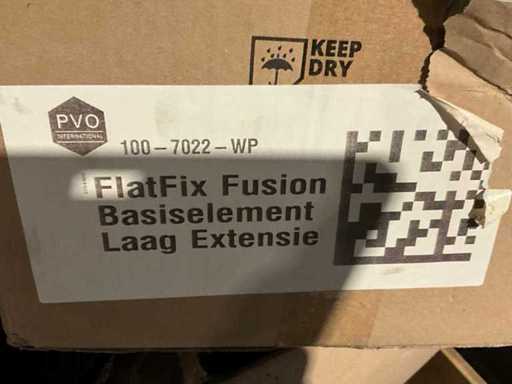 KEEP
DRY
PVO
INTERNATIONAL
100-7022-WP
FlatFix Fusion
Basiselement
Laag Extensie